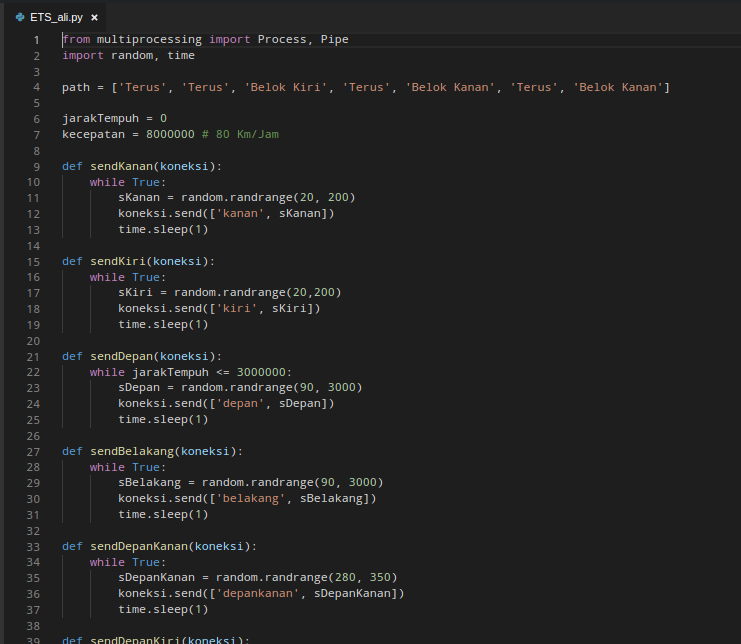 ETS_ali.py ×
1 from multiprocessing import Process, Pipe
2 import random, time
3
4 path = ['Terus', 'Terus', 'Belok Kiri', 'Terus', 'Belok Kanan', 'Terus', 'Belok Kanan']
5
6 jarakTempuh = 0
7 kecepatan = 8000000 # 80 Km/Jam
8
9 def sendKanan(koneksi):
10     while True:
11         sKanan = random.randrange(20, 200)
12         koneksi.send(['kanan', sKanan])
13         time.sleep(1)
14
15 def sendKiri(koneksi):
16     while True:
17         sKiri = random.randrange(20,200)
18         koneksi.send(['kiri', sKiri])
19         time.sleep(1)
20
21 def sendDepan(koneksi):
22     while jarakTempuh <= 3000000:
23         sDepan = random.randrange(90, 3000)
24         koneksi.send(['depan', sDepan])
25         time.sleep(1)
26
27 def sendBelakang(koneksi):
28     while True:
29         sBelakang = random.randrange(90, 3000)
30         koneksi.send(['belakang', sBelakang])
31         time.sleep(1)
32
33 def sendDepanKanan(koneksi):
34     while True:
35         sDepanKanan = random.randrange(280, 350)
36         koneksi.send(['depankanan', sDepanKanan])
37         time.sleep(1)
38
39 def sendDepanKiri(koneksi):